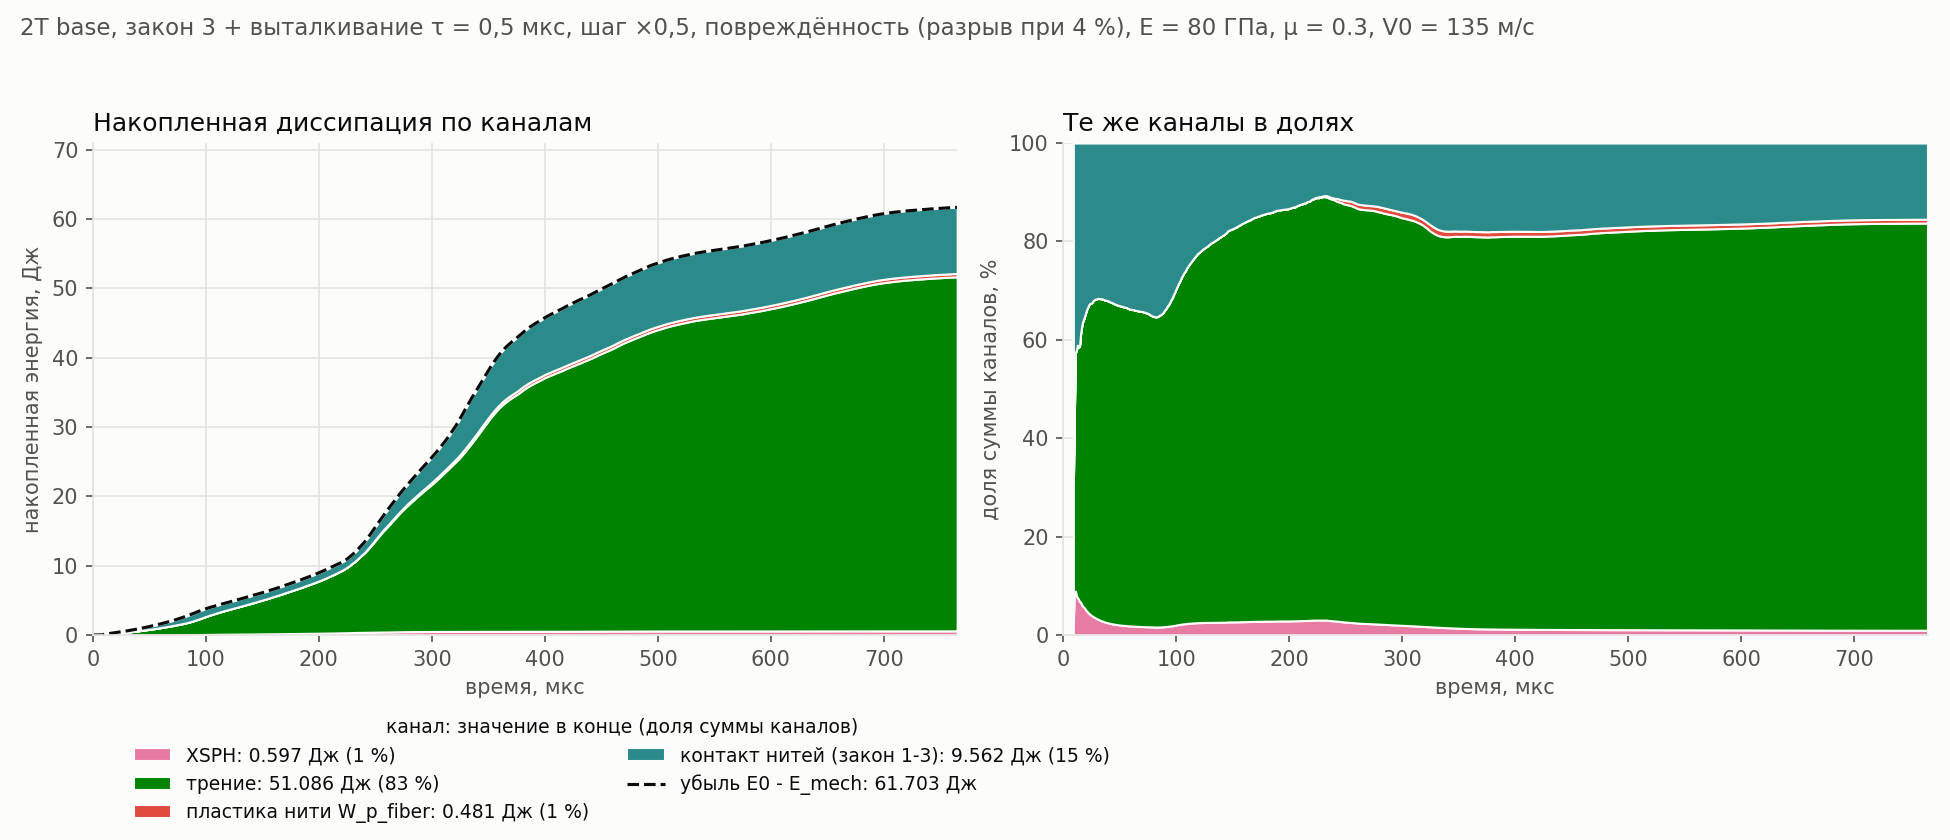 2T base, закон 3 + выталкивание τ = 0,5 мкс, шаг ×0,5, повреждённость (разрыв при 4 %), E = 80 ГПа, μ = 0.3, V0 = 135 м/с
Накопленная диссипация по каналам
накопленная энергия, Дж
70
60
50
40
30
20
10
0
0 100 200 300 400 500 600 700
время, мкс
Те же каналы в долях
доля суммы каналов, %
100
80
60
40
20
0
0 100 200 300 400 500 600 700
время, мкс
канал: значение в конце (доля суммы каналов)
XSPH: 0.597 Дж (1 %)
трение: 51.086 Дж (83 %)
пластика нити W_p_fiber: 0.481 Дж (1 %)
контакт нитей (закон 1-3): 9.562 Дж (15 %)
убыль E0 - E_mech: 61.703 Дж